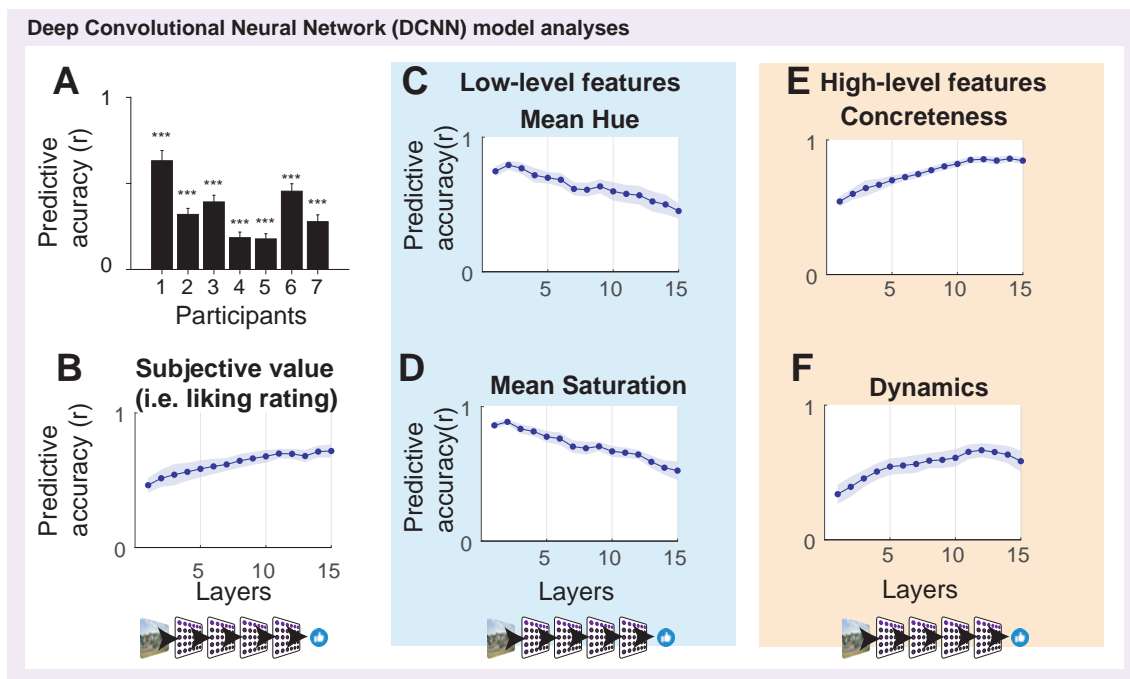 Deep Convolutional Neural Network (DCNN) model analyses
A
1
0
Predictive
acuracy (r)
***
***
***
***
***
***
***
1 2 3 4 5 6 7
Participants
B
Subjective value
(i.e. liking rating)
1
0
Predictive
accuracy (r)
5 10 15
Layers
C
Low-level features
Mean Hue
1
0
Predictive
accuracy(r)
5 10 15
D
Mean Saturation
1
0
Predictive
accuracy(r)
5 10 15
Layers
E
High-level features
Concreteness
1
0
5 10 15
F
Dynamics
1
0
5 10 15
Layers